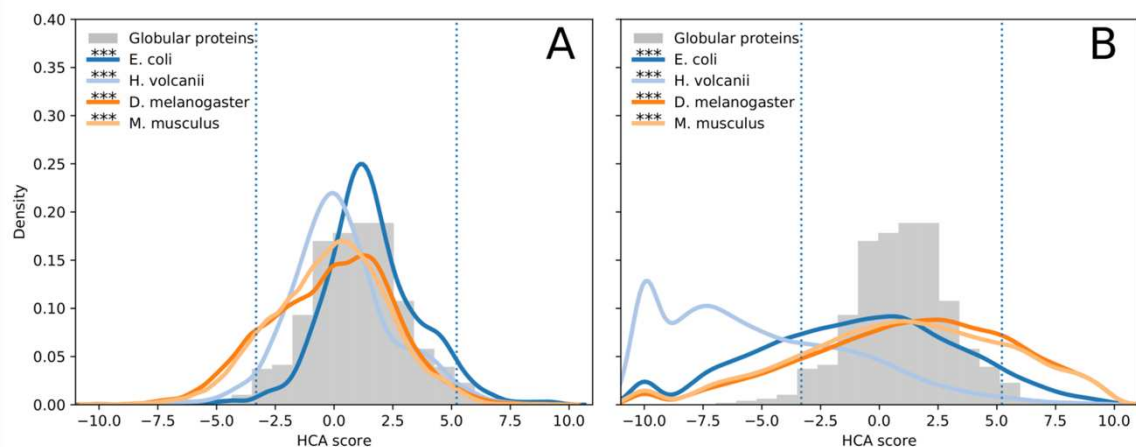 A
Globular proteins
*** E. coli
*** H. volcanii
*** D. melanogaster
*** M. musculus
0.40
0.35
0.30
0.25
0.20
0.15
0.10
0.05
0.00
Density
−10.0 −7.5 −5.0 −2.5 0.0 2.5 5.0 7.5 10.0
HCA score
B
Globular proteins
*** E. coli
*** H. volcanii
*** D. melanogaster
*** M. musculus
−10.0 −7.5 −5.0 −2.5 0.0 2.5 5.0 7.5 10.0
HCA score